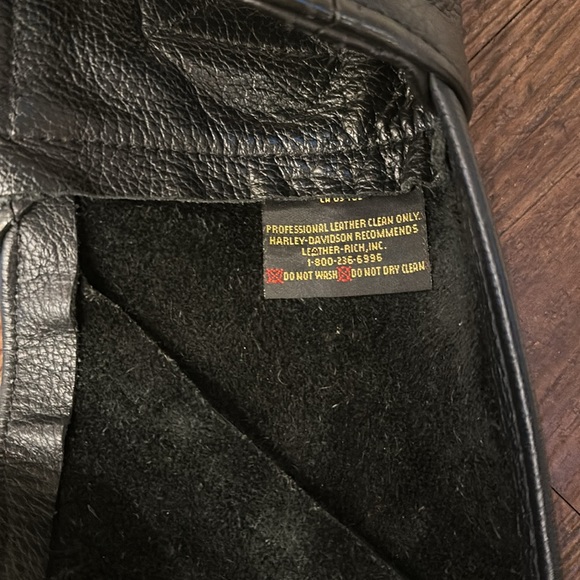 PROFESSIONAL LEATHER CLEAN ONLY.
HARLEY-DAVIDSON RECOMMENDS
LEATHER-RICH, INC.
1-800-236-6996
DO NOT WASH DO NOT DRY CLEAN